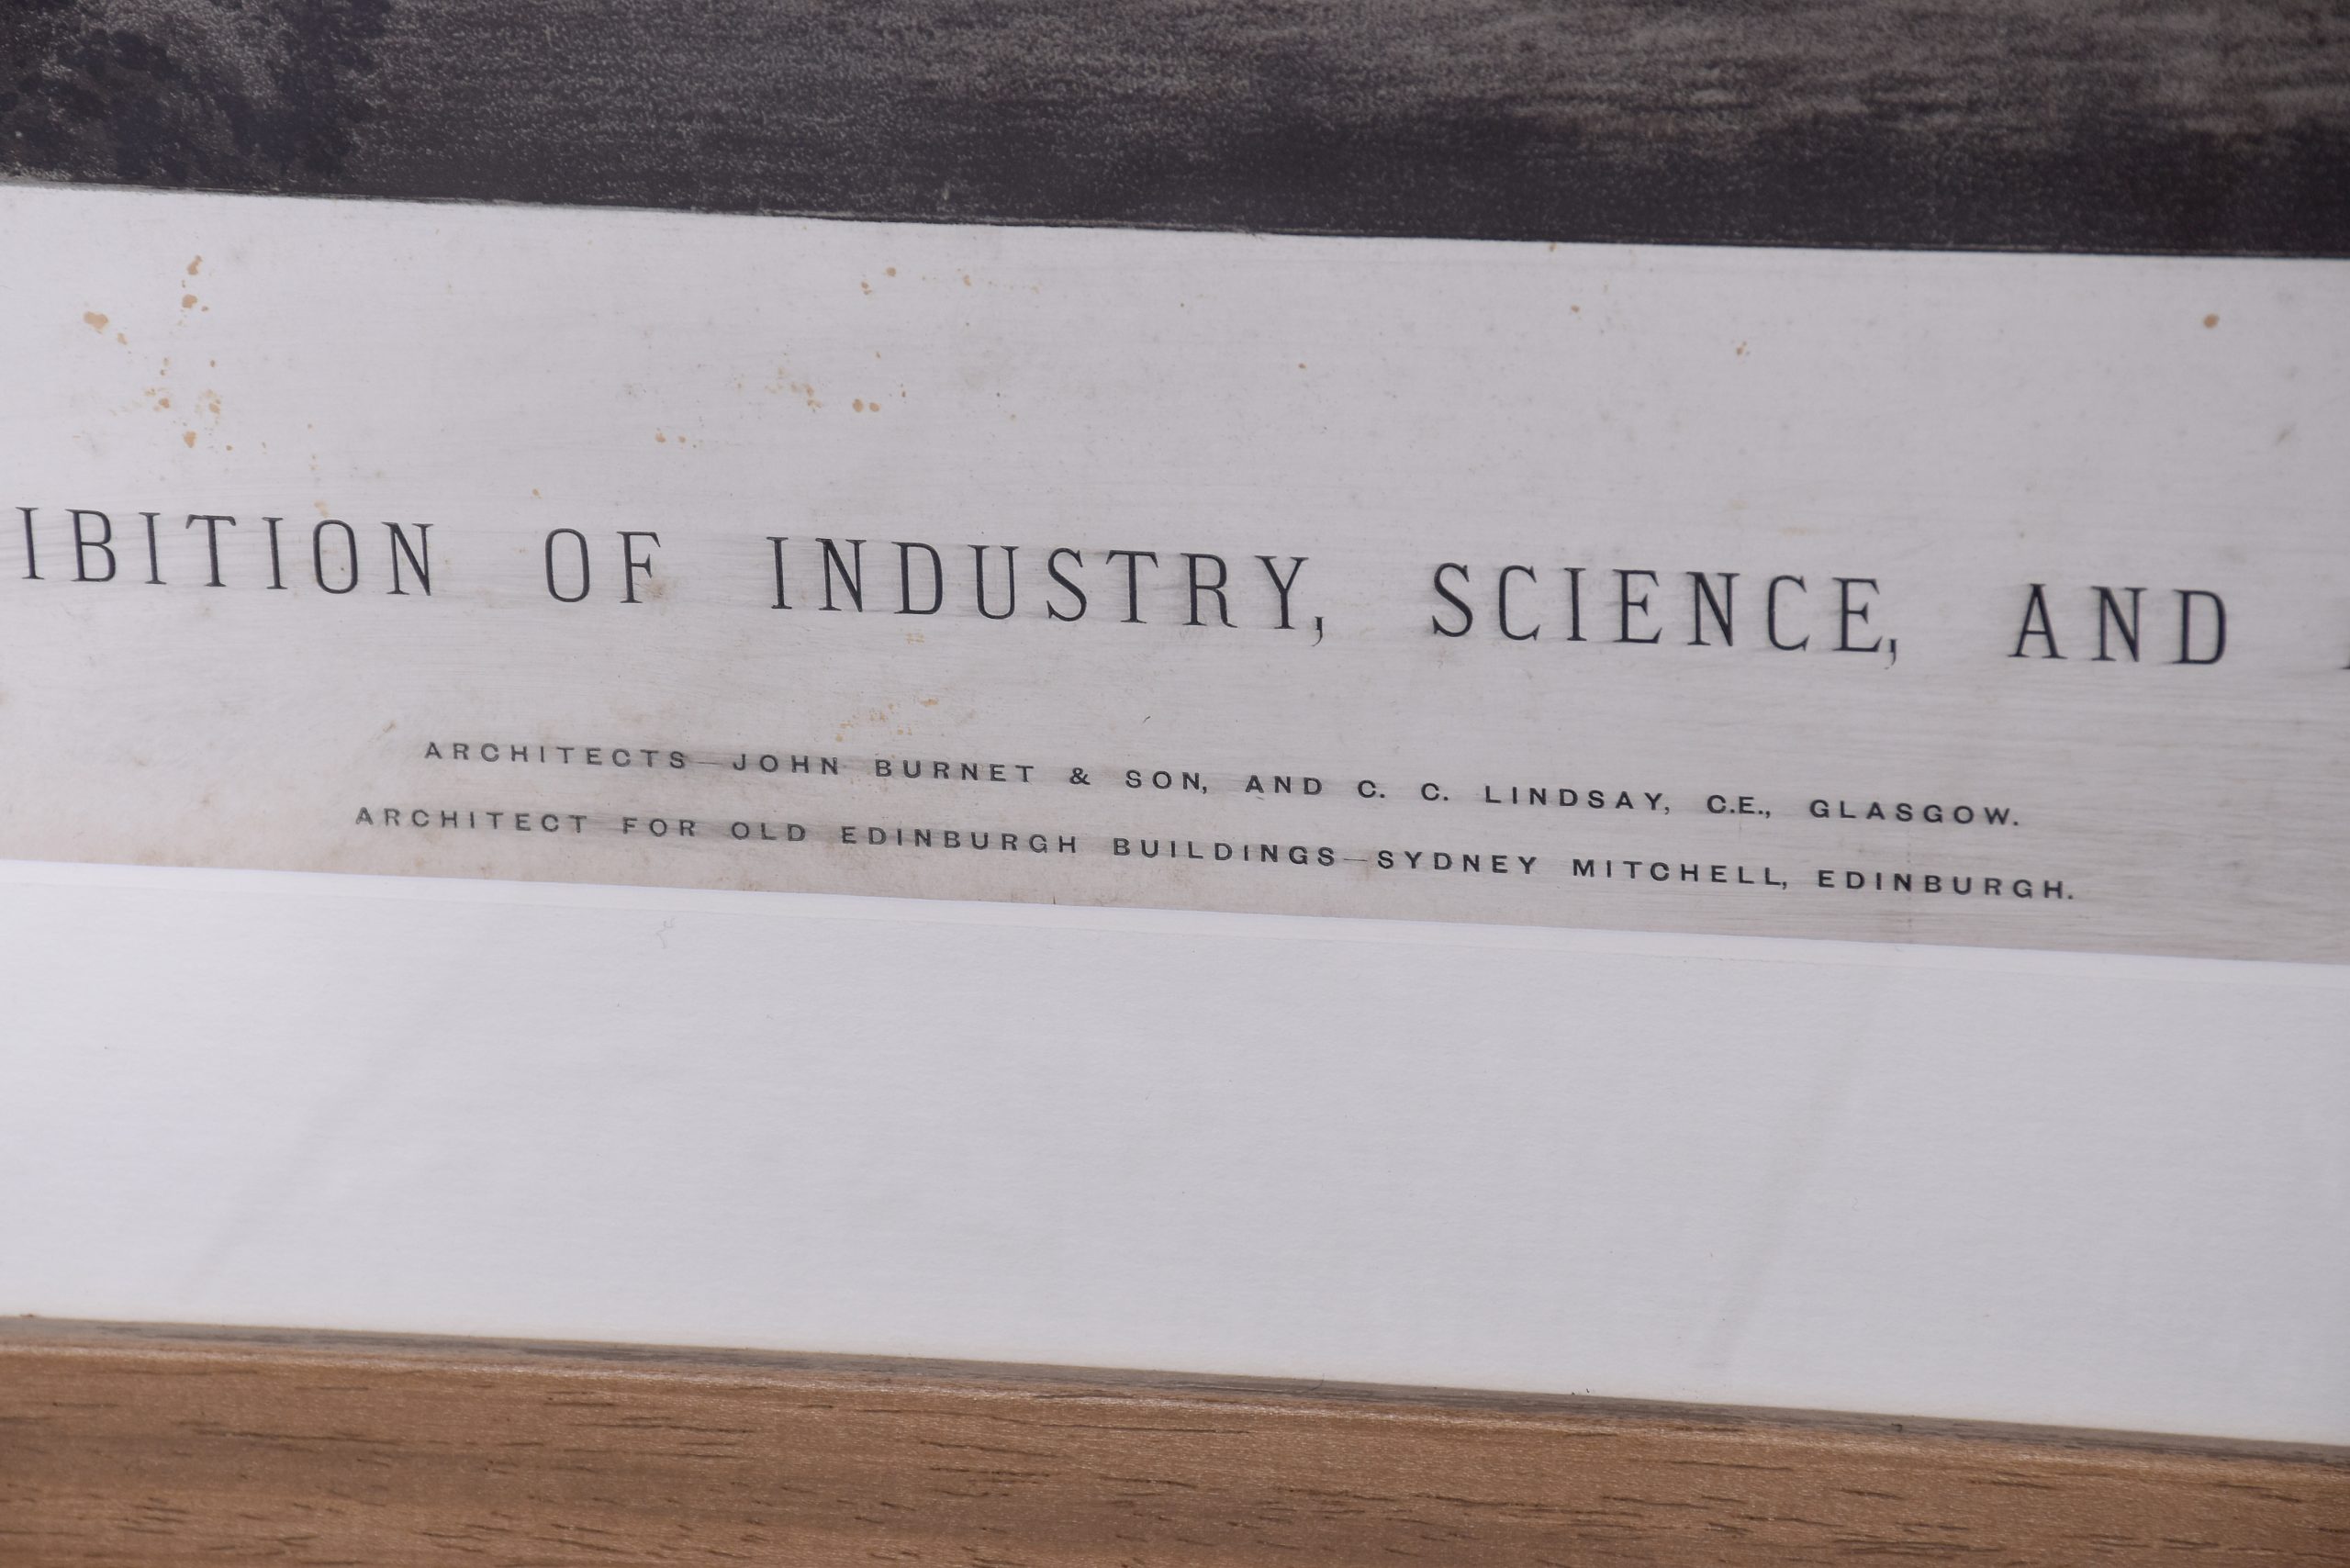 IBITION OF INDUSTRY, SCIENCE, AND
ARCHITECTS—JOHN BURNET & SON, AND C. C. LINDSAY, C.E., GLASGOW.
ARCHITECT FOR OLD EDINBURGH BUILDINGS—SYDNEY MITCHELL, EDINBURGH.